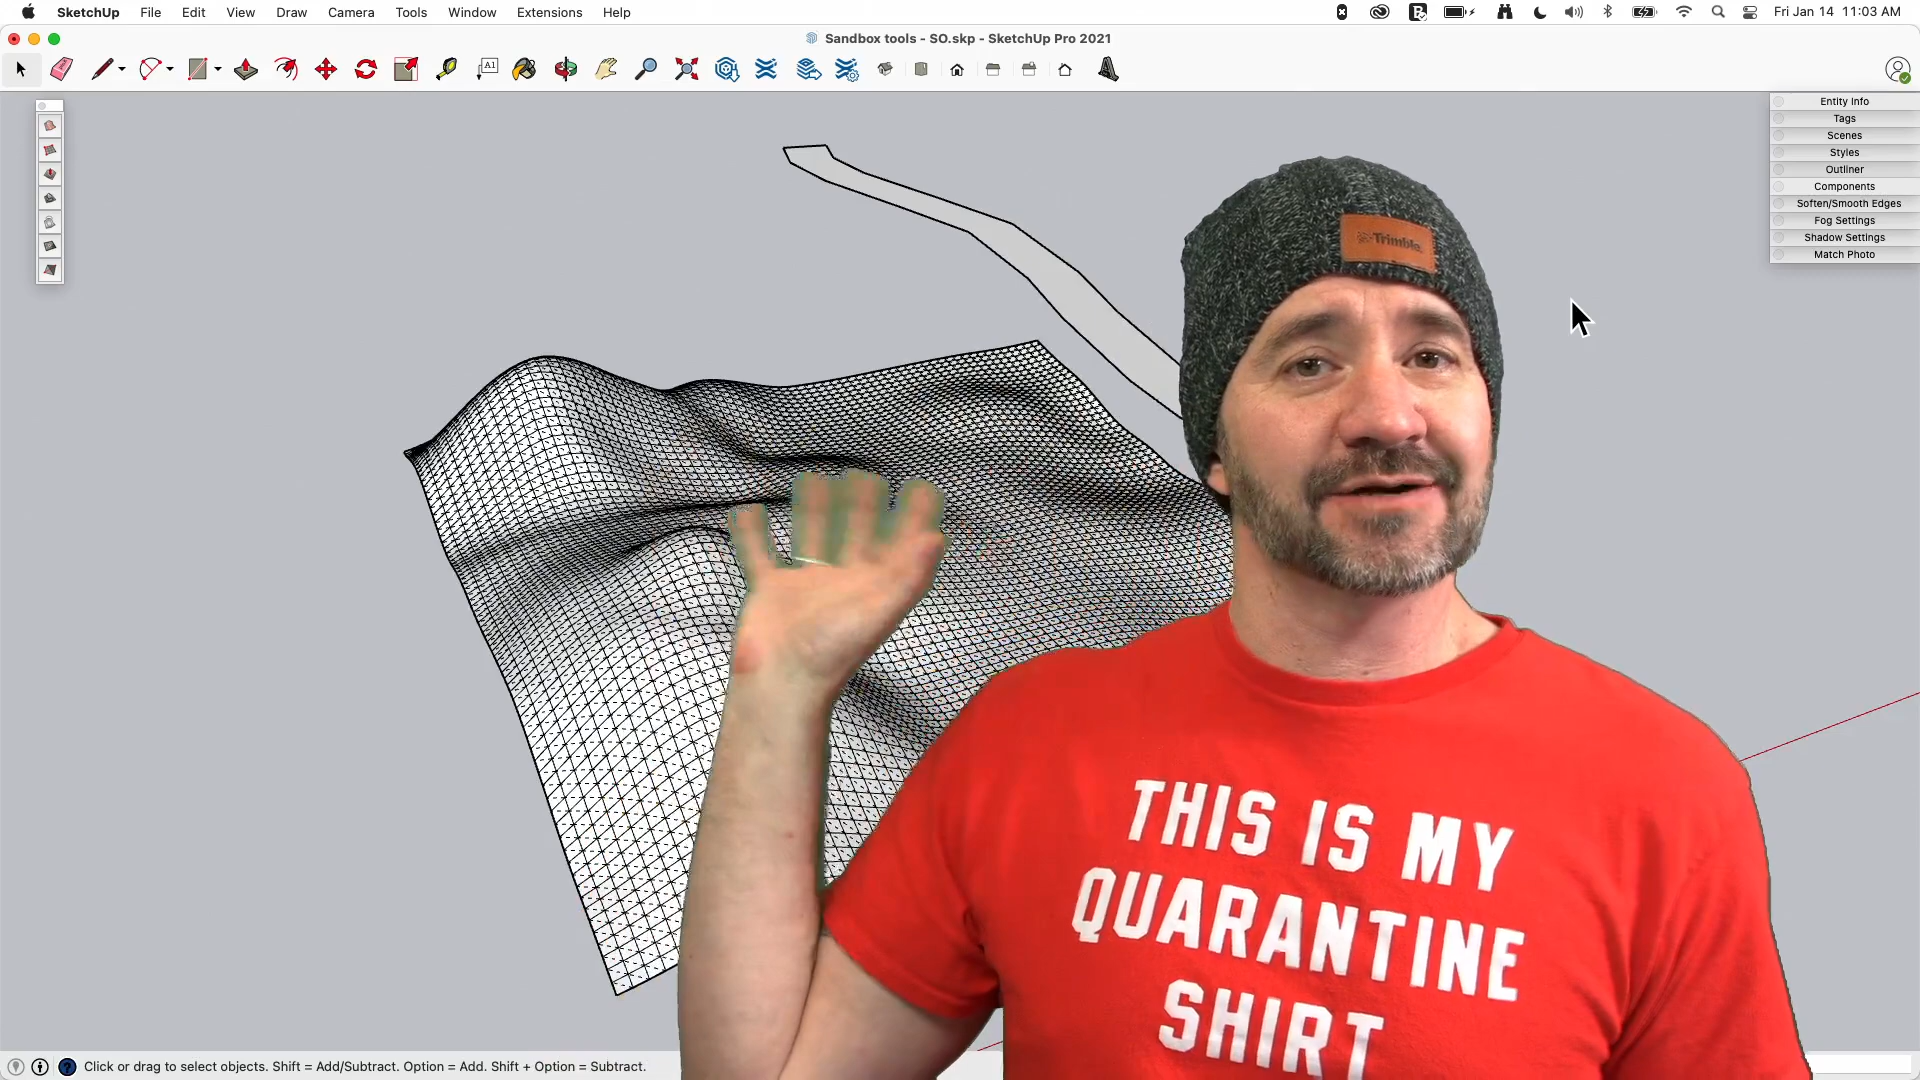 SketchUp File Edit View Draw Camera Tools Window Extensions Help Fri Jan 14 11:03 AM
Sandbox tools - SO.skp - SketchUp Pro 2021
A1
Entity Info
Tags
Scenes
Styles
Outliner
Components
Soften/Smooth Edges
Fog Settings
Shadow Settings
Match Photo
Trimble
THIS IS MY
QUARANTINE
SHIRT
Click or drag to select objects. Shift = Add/Subtract. Option = Add. Shift + Option = Subtract.